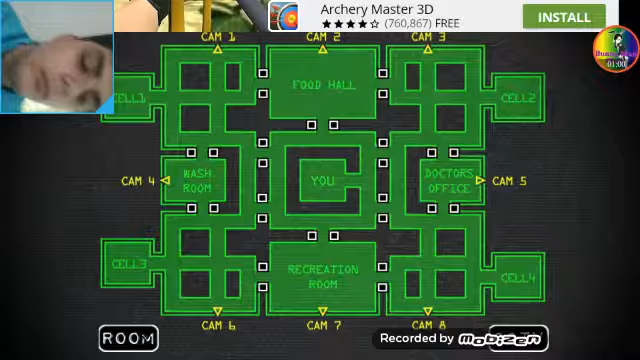 Archery Master 3D
(760,867) FREE
INSTALL
01:00
CAM 1
CAM 2
CAM 3
FOOD HALL
CELL1
CELL2
CAM 4
WASH ROOM
YOU
DOCTORS OFFICE
CAM 5
CELL3
RECREATION ROOM
CELL4
CAM 6
CAM 7
CAM 8
ROOM
Recorded by mobizen